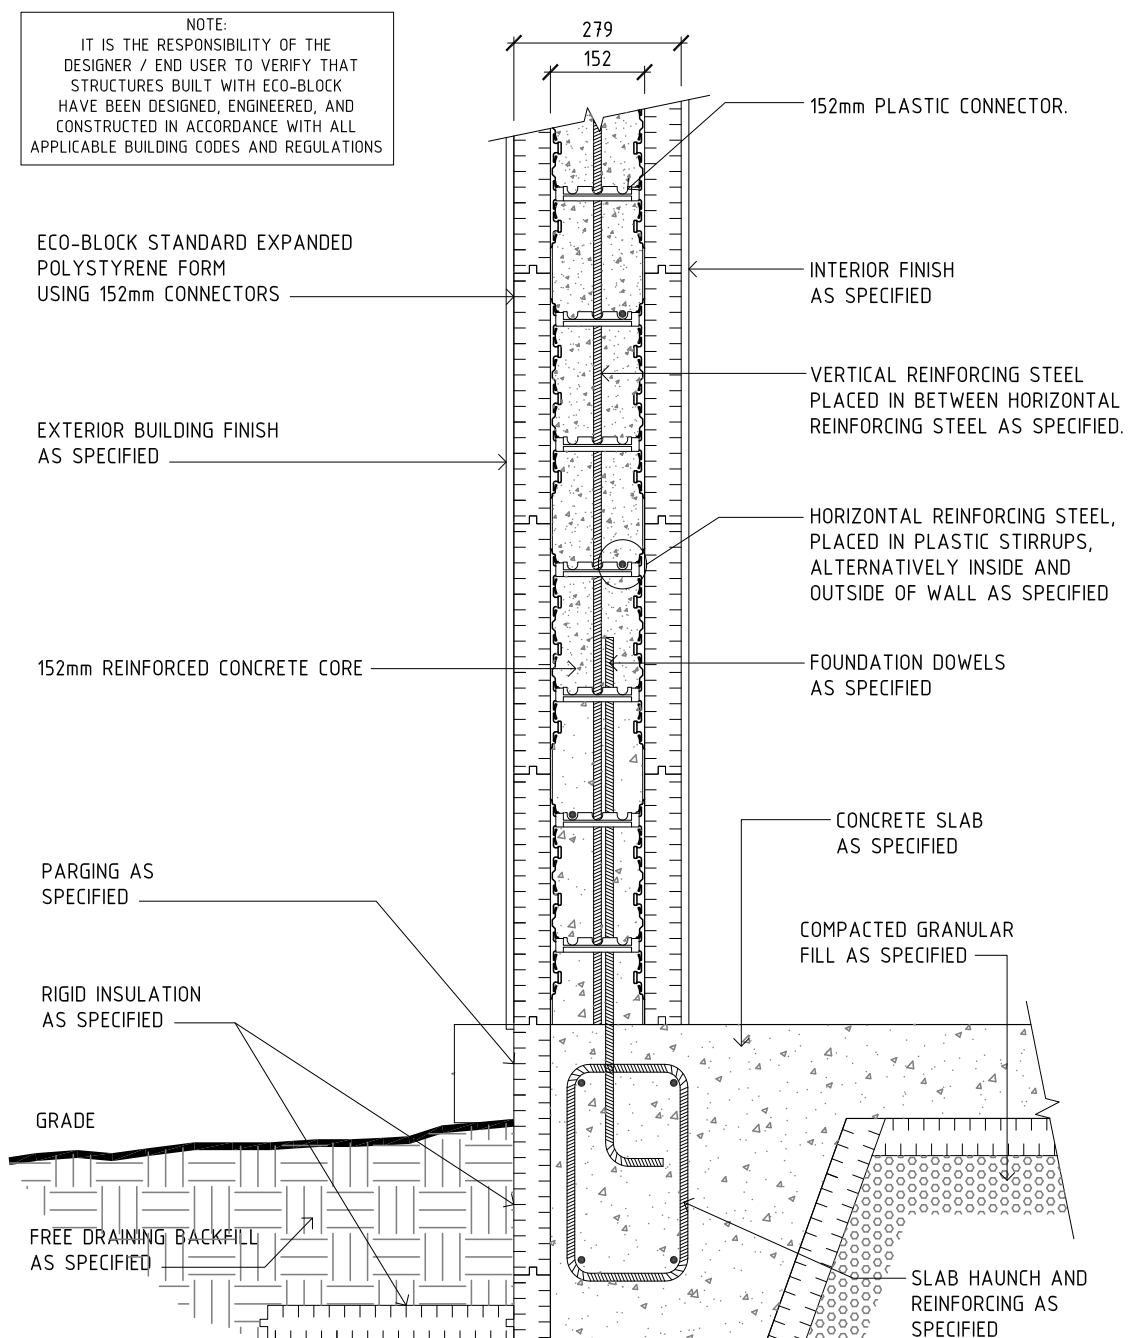 NOTE:
IT IS THE RESPONSIBILITY OF THE
DESIGNER / END USER TO VERIFY THAT
STRUCTURES BUILT WITH ECO-BLOCK
HAVE BEEN DESIGNED, ENGINEERED, AND
CONSTRUCTED IN ACCORDANCE WITH ALL
APPLICABLE BUILDING CODES AND REGULATIONS
279
152
152mm PLASTIC CONNECTOR.
ECO-BLOCK STANDARD EXPANDED
POLYSTYRENE FORM
USING 152mm CONNECTORS
INTERIOR FINISH
AS SPECIFIED
VERTICAL REINFORCING STEEL
PLACED IN BETWEEN HORIZONTAL
REINFORCING STEEL AS SPECIFIED.
EXTERIOR BUILDING FINISH
AS SPECIFIED
HORIZONTAL REINFORCING STEEL,
PLACED IN PLASTIC STIRRUPS,
ALTERNATIVELY INSIDE AND
OUTSIDE OF WALL AS SPECIFIED
152mm REINFORCED CONCRETE CORE
FOUNDATION DOWELS
AS SPECIFIED
CONCRETE SLAB
AS SPECIFIED
PARGING AS
SPECIFIED
COMPACTED GRANULAR
FILL AS SPECIFIED
RIGID INSULATION
AS SPECIFIED
GRADE
FREE DRAINING BACKFILL
AS SPECIFIED
SLAB HAUNCH AND
REINFORCING AS
SPECIFIED